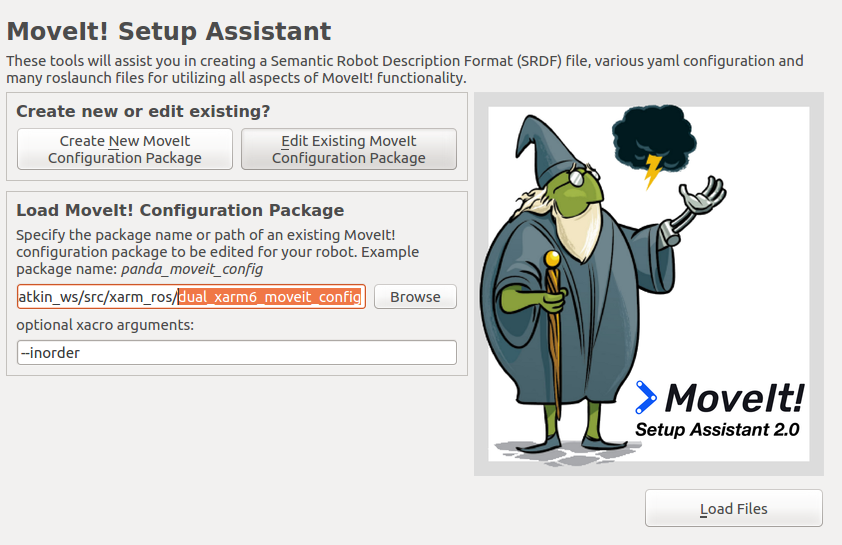 MoveIt! Setup Assistant
These tools will assist you in creating a Semantic Robot Description Format (SRDF) file, various yaml configuration and
many roslaunch files for utilizing all aspects of MoveIt! functionality.
Create new or edit existing?
Create New MoveIt
Configuration Package
Edit Existing MoveIt
Configuration Package
Load MoveIt! Configuration Package
Specify the package name or path of an existing MoveIt!
configuration package to be edited for your robot. Example
package name: panda_moveit_config
atkin_ws/src/xarm_ros/dual_xarm6_moveit_config
Browse
optional xacro arguments:
--inorder
MoveIt!
Setup Assistant 2.0
Load Files